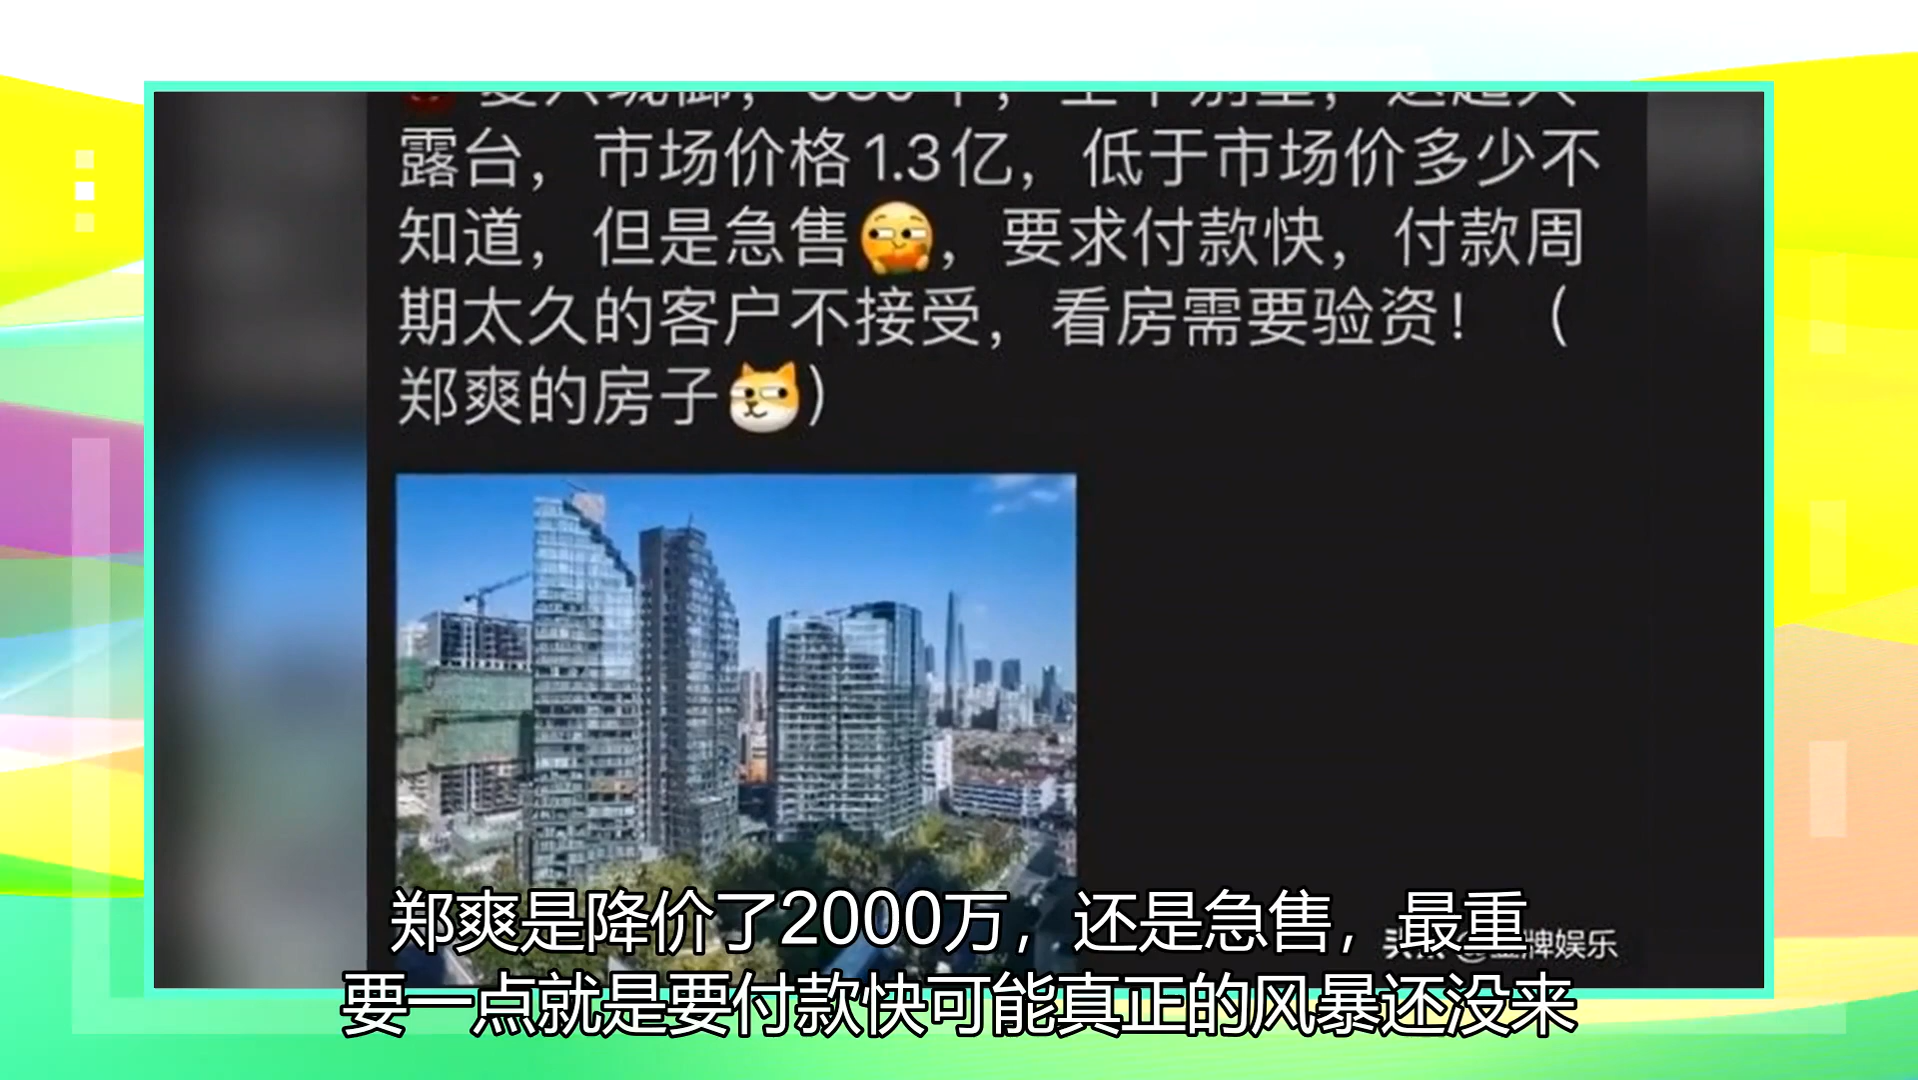 露台，市场价格1.3亿，低于市场价多少不
知道，但是急售，要求付款快，付款周
期太久的客户不接受，看房需要验资！（
郑爽的房子）
郑爽是降价了2000万，还是急售，最重
牌娱乐
要一点就是要付款快可能真正的风暴还没来